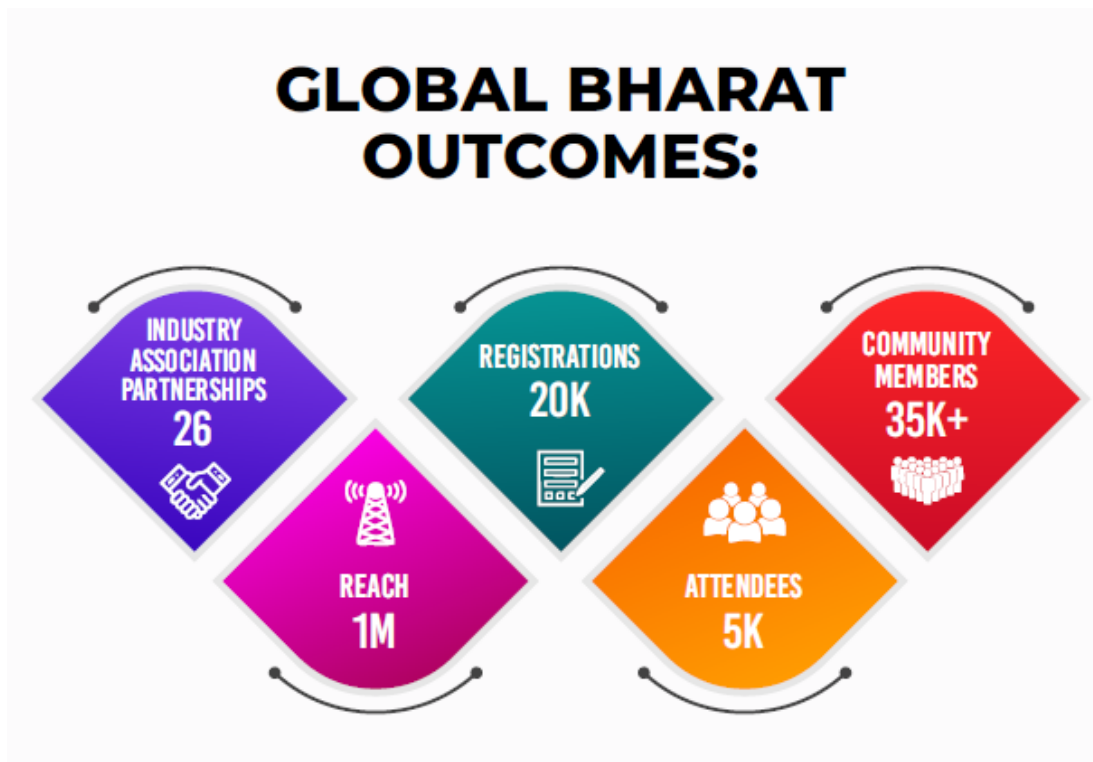 GLOBAL BHARAT
OUTCOMES:
INDUSTRY
ASSOCIATION
PARTNERSHIPS
26
REACH
1M
REGISTRATIONS
20K
ATTENDEES
5K
COMMUNITY
MEMBERS
35K+